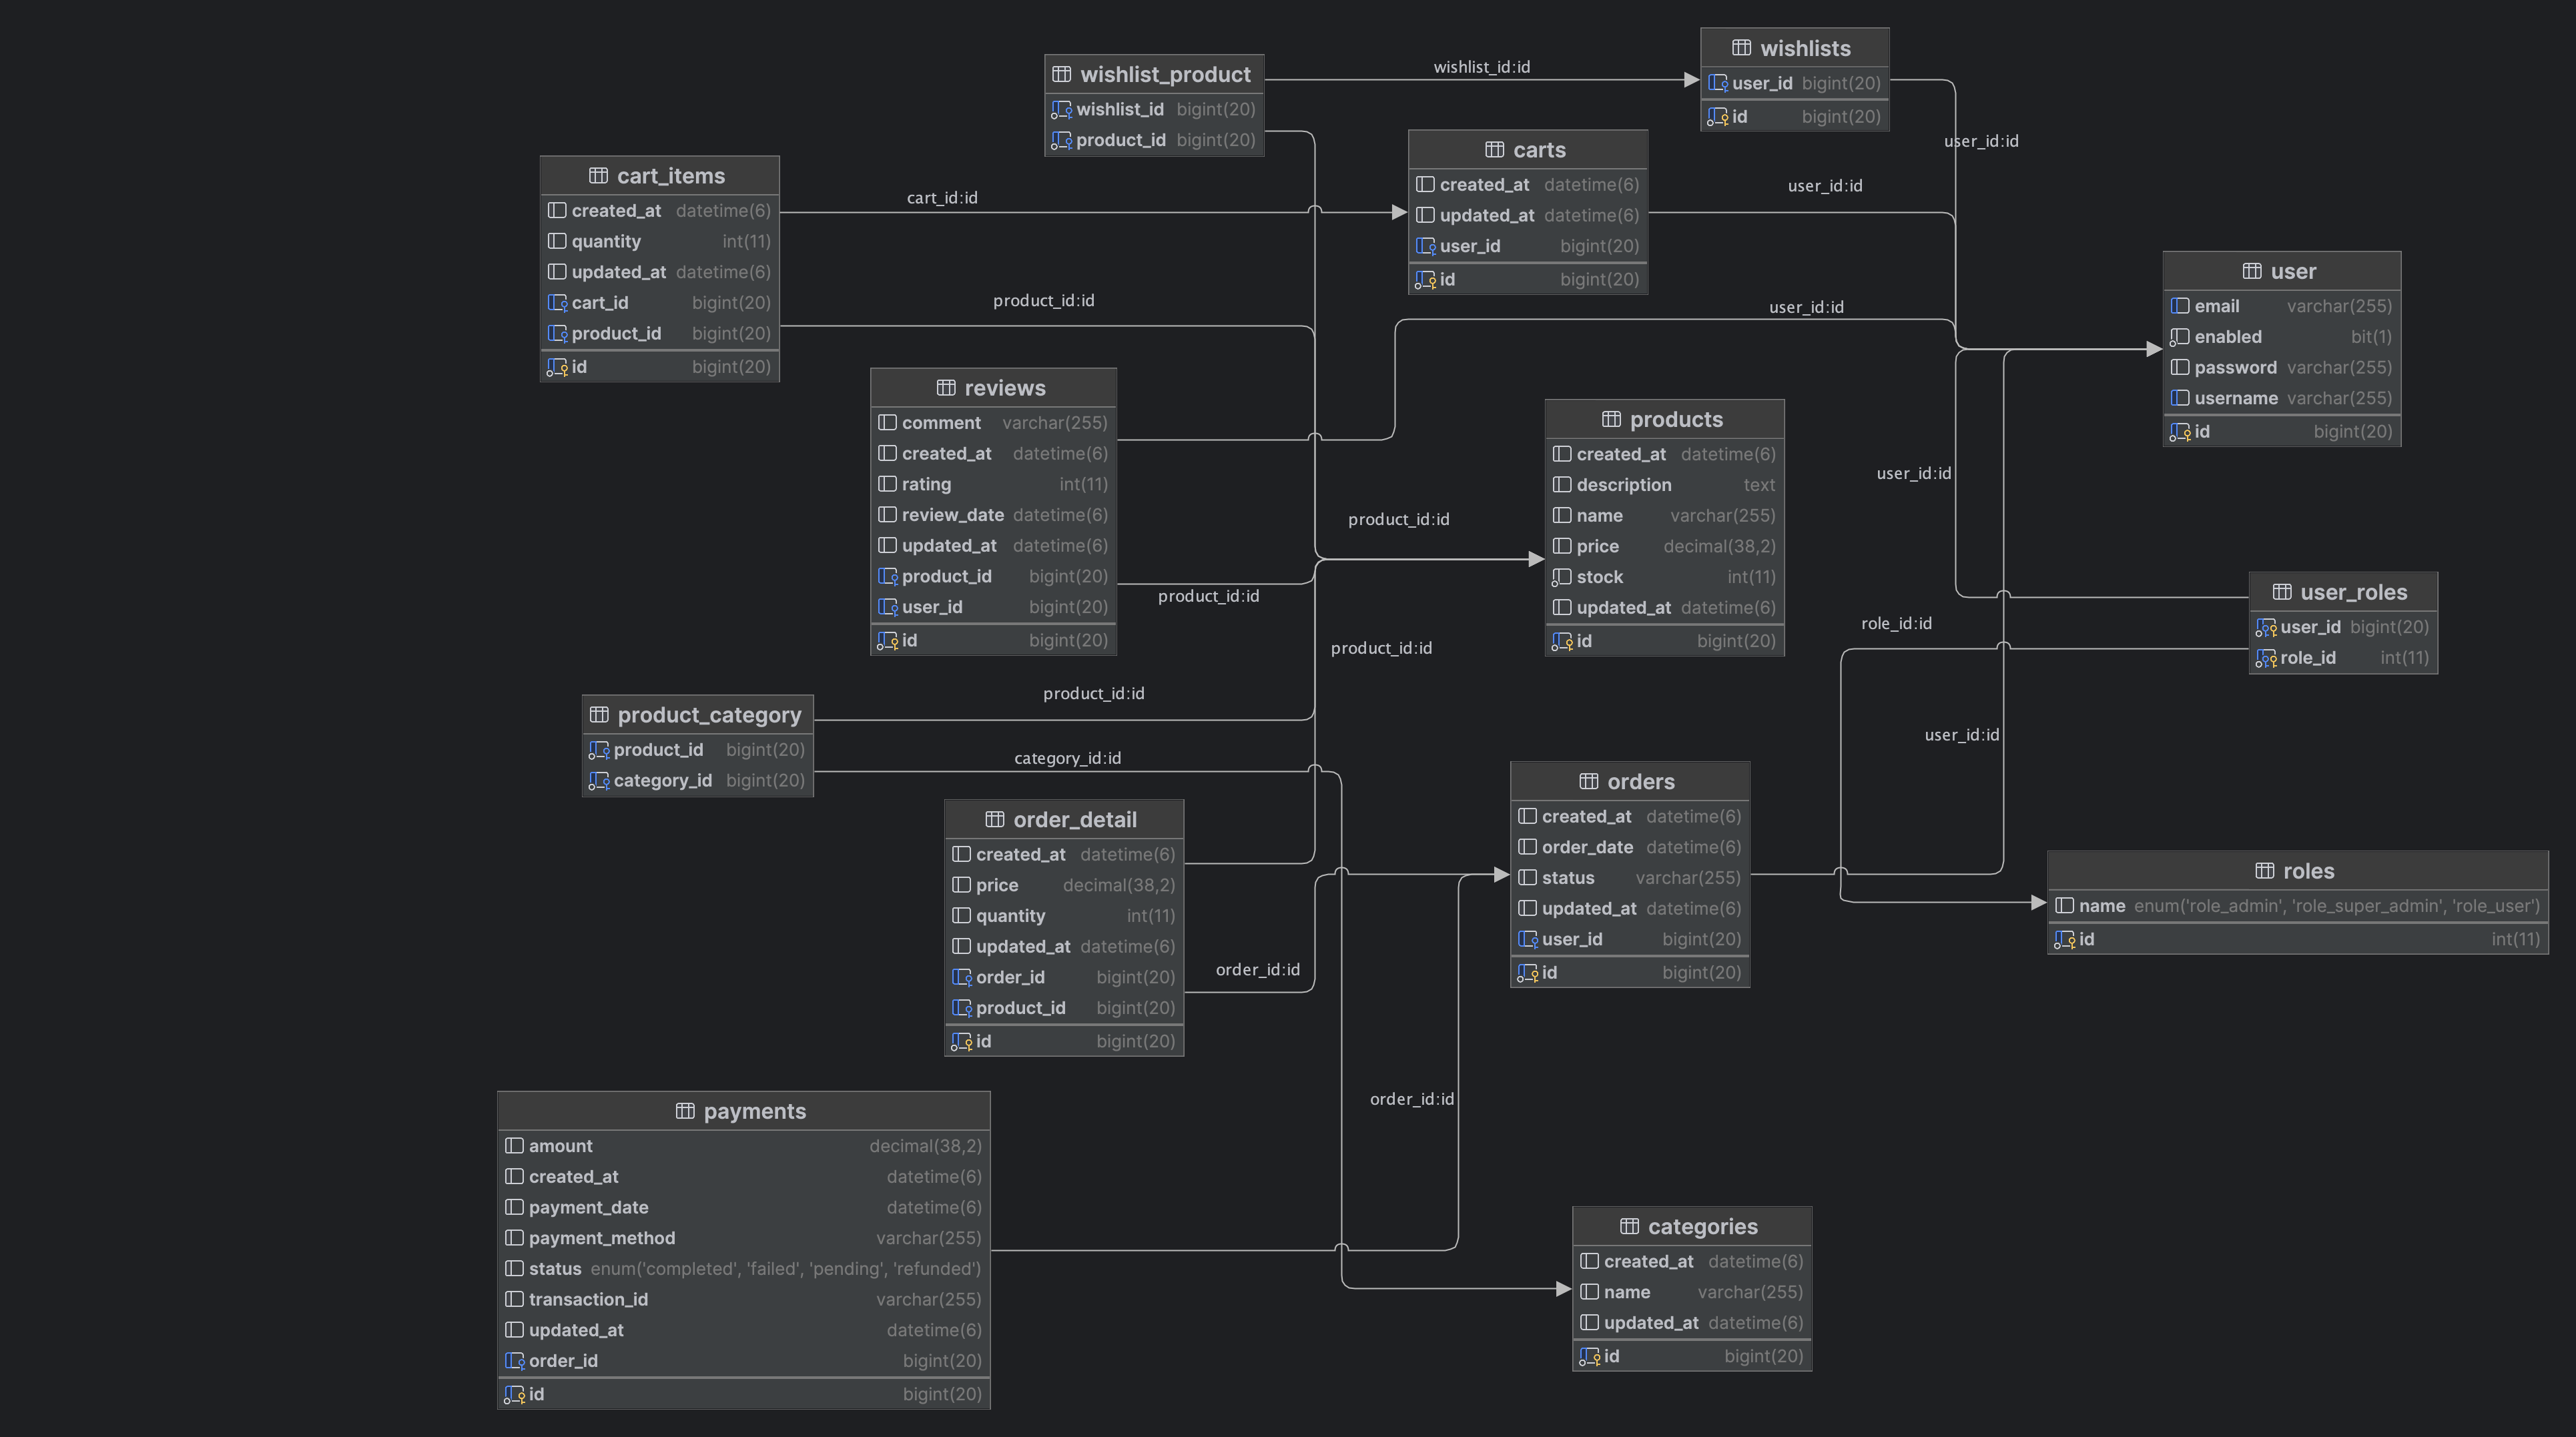 wishlists
user_id bigint(20)
id bigint(20)
wishlist_product
wishlist_id bigint(20)
product_id bigint(20)
wishlist_id:id
user_id:id
carts
created_at datetime(6)
updated_at datetime(6)
user_id bigint(20)
id bigint(20)
cart_items
created_at datetime(6)
quantity int(11)
updated_at datetime(6)
cart_id bigint(20)
product_id bigint(20)
id bigint(20)
cart_id:id
user_id:id
product_id:id
user_id:id
user
email varchar(255)
enabled bit(1)
password varchar(255)
username varchar(255)
id bigint(20)
reviews
comment varchar(255)
created_at datetime(6)
rating int(11)
review_date datetime(6)
updated_at datetime(6)
product_id bigint(20)
user_id bigint(20)
id bigint(20)
products
created_at datetime(6)
description text
name varchar(255)
price decimal(38,2)
stock int(11)
updated_at datetime(6)
id bigint(20)
user_id:id
product_id:id
product_id:id
role_id:id
product_id:id
user_roles
user_id bigint(20)
role_id int(11)
product_category
product_id bigint(20)
category_id bigint(20)
product_id:id
category_id:id
user_id:id
order_detail
created_at datetime(6)
price decimal(38,2)
quantity int(11)
updated_at datetime(6)
order_id bigint(20)
product_id bigint(20)
id bigint(20)
order_id:id
orders
created_at datetime(6)
order_date datetime(6)
status varchar(255)
updated_at datetime(6)
user_id bigint(20)
id bigint(20)
roles
name enum('role_admin', 'role_super_admin', 'role_user')
id int(11)
order_id:id
payments
amount decimal(38,2)
created_at datetime(6)
payment_date datetime(6)
payment_method varchar(255)
status enum('completed', 'failed', 'pending', 'refunded')
transaction_id varchar(255)
updated_at datetime(6)
order_id bigint(20)
id bigint(20)
categories
created_at datetime(6)
name varchar(255)
updated_at datetime(6)
id bigint(20)